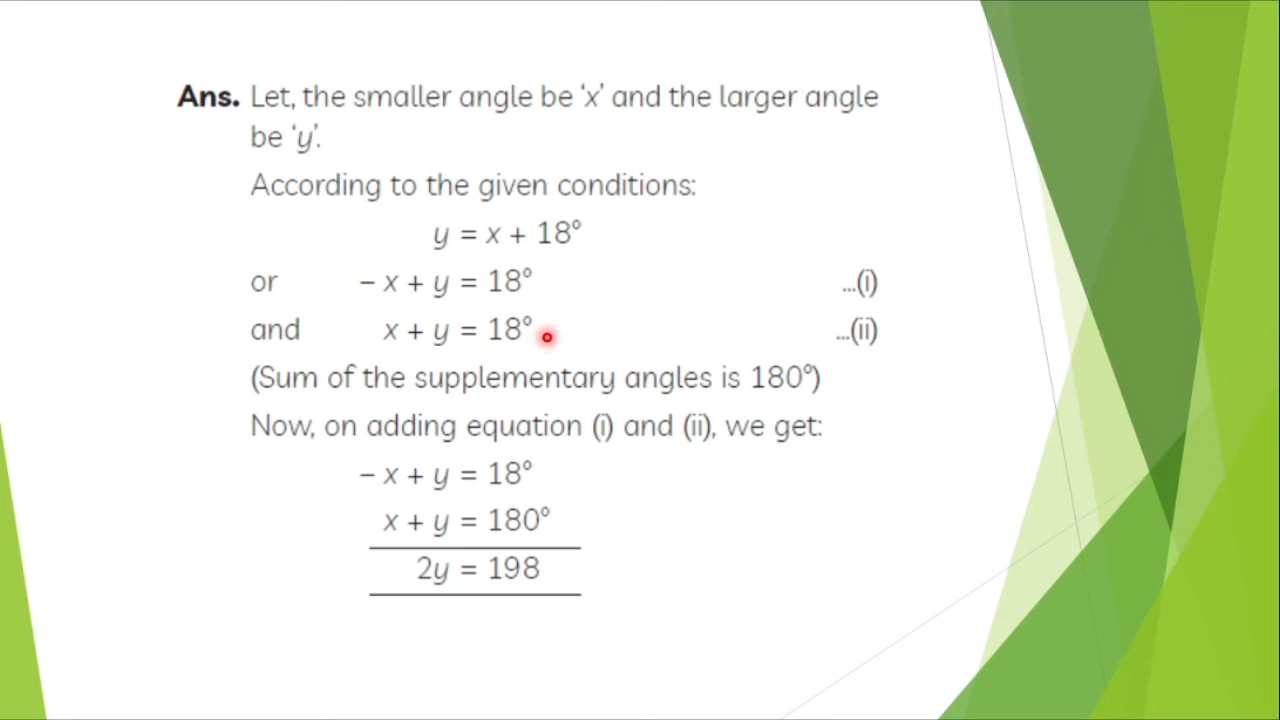 Ans. Let, the smaller angle be ‘x’ and the larger angle
be ‘y’.
According to the given conditions:
y = x + 18°
or – x + y = 18° ...(i)
and x + y = 18° ...(ii)
(Sum of the supplementary angles is 180°)
Now, on adding equation (i) and (ii), we get:
– x + y = 18°
x + y = 180°
2y = 198